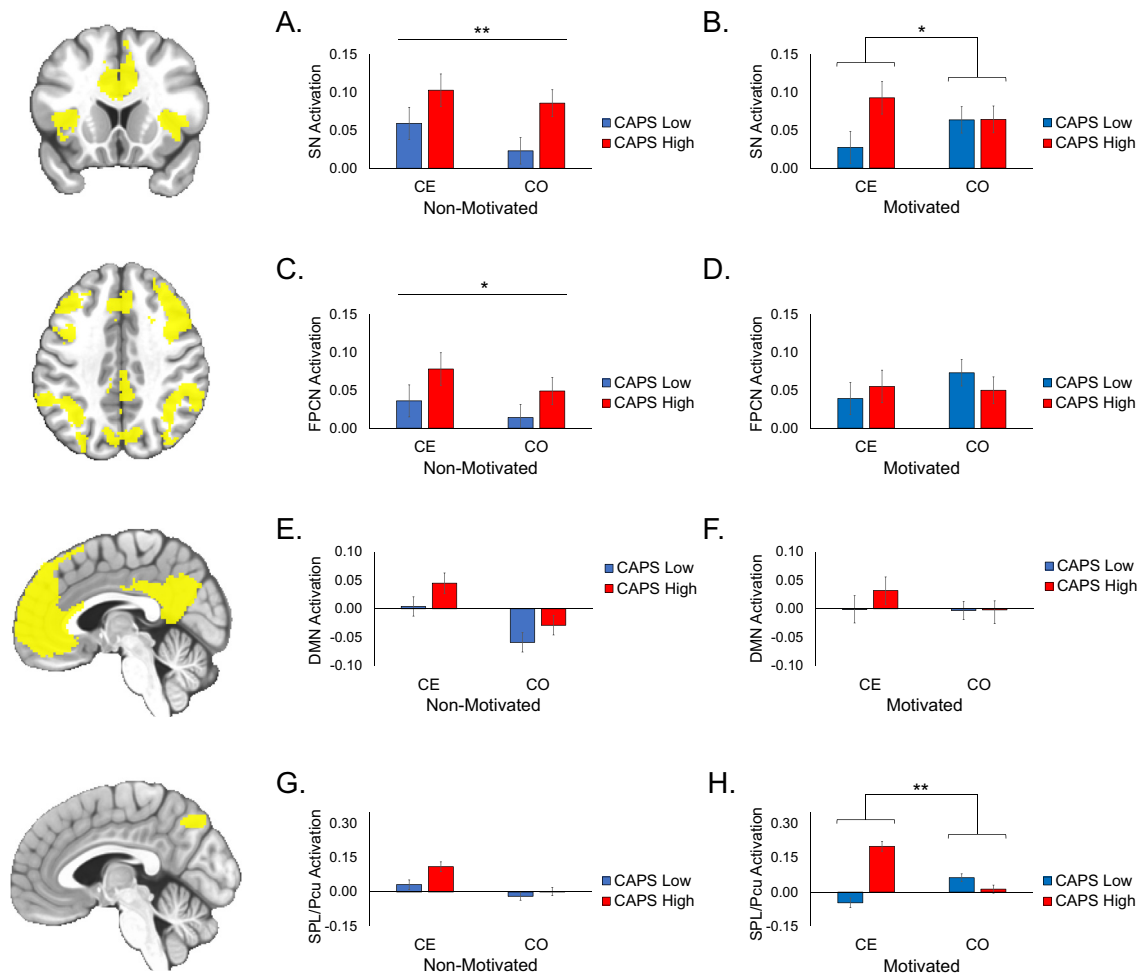 A.
**
SN Activation
0.15
0.10
0.05
0.00
CE
CO
Non-Motivated
CAPS Low
CAPS High
B.
*
SN Activation
0.15
0.10
0.05
0.00
CE
CO
Motivated
CAPS Low
CAPS High
C.
*
FPCN Activation
0.15
0.10
0.05
0.00
CE
CO
Non-Motivated
CAPS Low
CAPS High
D.
FPCN Activation
0.15
0.10
0.05
0.00
CE
CO
Motivated
CAPS Low
CAPS High
E.
DMN Activation
0.10
0.05
0.00
-0.05
-0.10
CE
CO
Non-Motivated
CAPS Low
CAPS High
F.
DMN Activation
0.10
0.05
0.00
-0.05
-0.10
CE
CO
Motivated
CAPS Low
CAPS High
G.
SPL/Pcu Activation
0.30
0.15
0.00
-0.15
CE
CO
Non-Motivated
CAPS Low
CAPS High
H.
**
SPL/Pcu Activation
0.30
0.15
0.00
-0.15
CE
CO
Motivated
CAPS Low
CAPS High